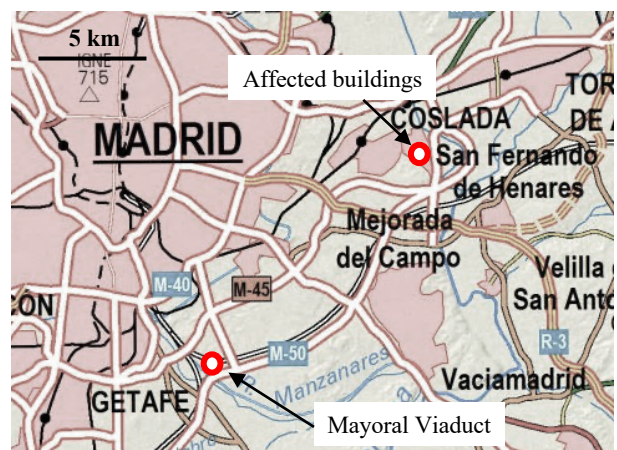 5 km
IGNE
715
Affected buildings
TOR
COSLADA
DE A
MADRID
San Fernando
de Henares
Mejorada
del Campo
Velilla
M-40
M-45
San Anto
ON
R-3
M-50
Manzanares
Vaciamadrid
GETAFE
Mayoral Viaduct